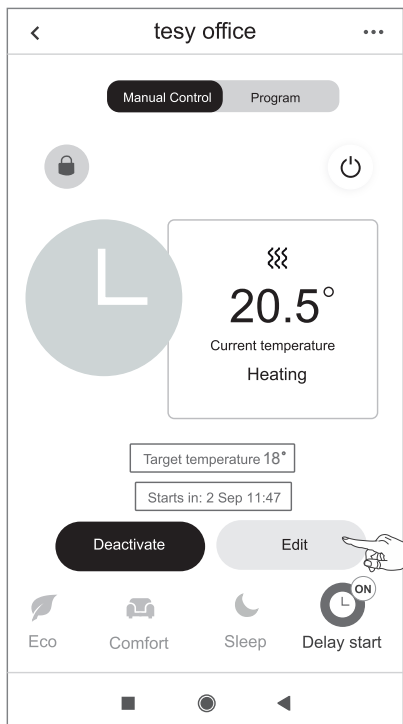 tesy office
Manual Control Program
20.5°
Current temperature
Heating
Target temperature 18°
Starts in: 2 Sep 11:47
Deactivate Edit
ON
Eco Comfort Sleep Delay start